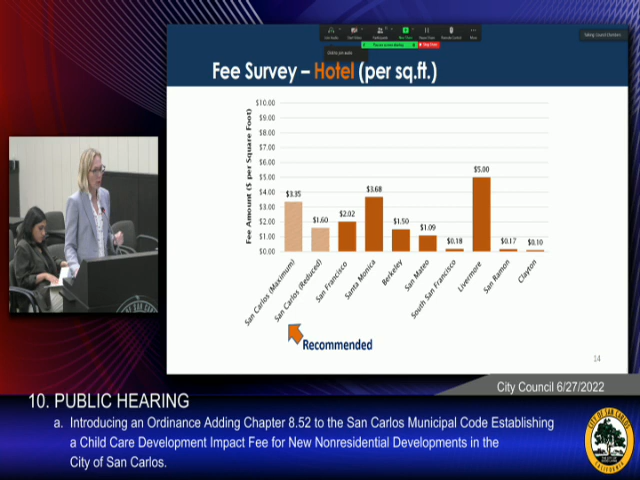 Fee Survey – Hotel (per sq.ft.)
Fee Amount ($ per Square Foot)
$10.00
$9.00
$8.00
$7.00
$6.00
$5.00
$4.00
$3.00
$2.00
$1.00
$0.00
$3.35
$1.60
$2.02
$3.68
$1.50
$1.09
$0.18
$5.00
$0.17
$0.10
San Carlos (Maximum)
San Carlos (Reduced)
San Francisco
Santa Monica
Berkeley
San Mateo
South San Francisco
Livermore
San Ramon
Clayton
Recommended
14
City Council 6/27/2022
10. PUBLIC HEARING
a. Introducing an Ordinance Adding Chapter 8.52 to the San Carlos Municipal Code Establishing
a Child Care Development Impact Fee for New Nonresidential Developments in the
City of San Carlos.
CITY OF SAN CARLOS
CALIFORNIA